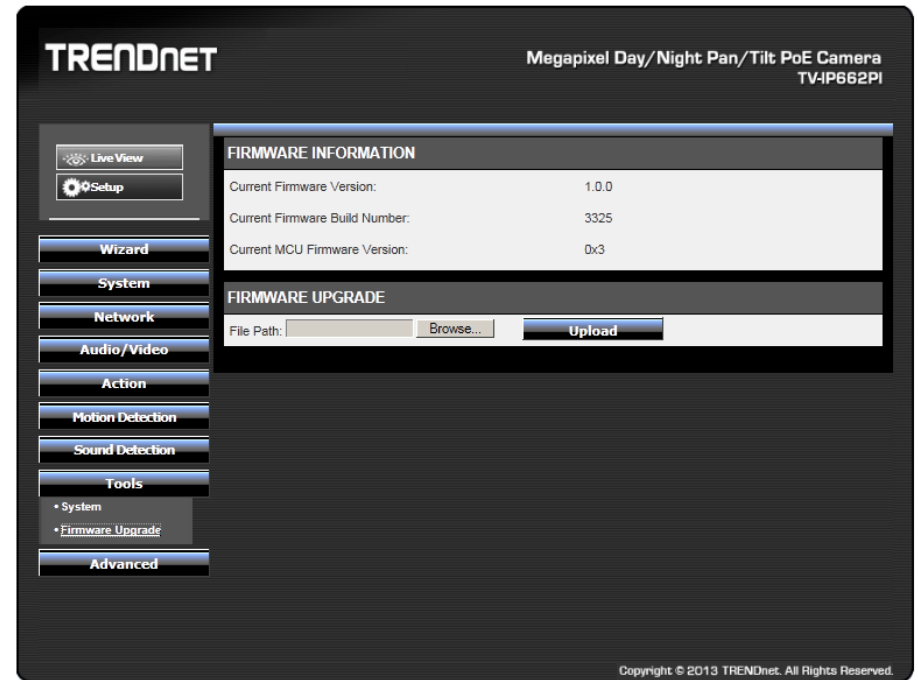 TRENDNET
Megapixel Day/Night Pan/Tilt PoE Camera
TV-IP662PI
Live View
Setup
Wizard
System
Network
Audio/Video
Action
Motion Detection
Sound Detection
Tools
• System
• Firmware Upgrade
Advanced
FIRMWARE INFORMATION
Current Firmware Version: 1.0.0
Current Firmware Build Number: 3325
Current MCU Firmware Version: 0x3
FIRMWARE UPGRADE
File Path: Browse... Upload
Copyright © 2013 TRENDnet. All Rights Reserved.